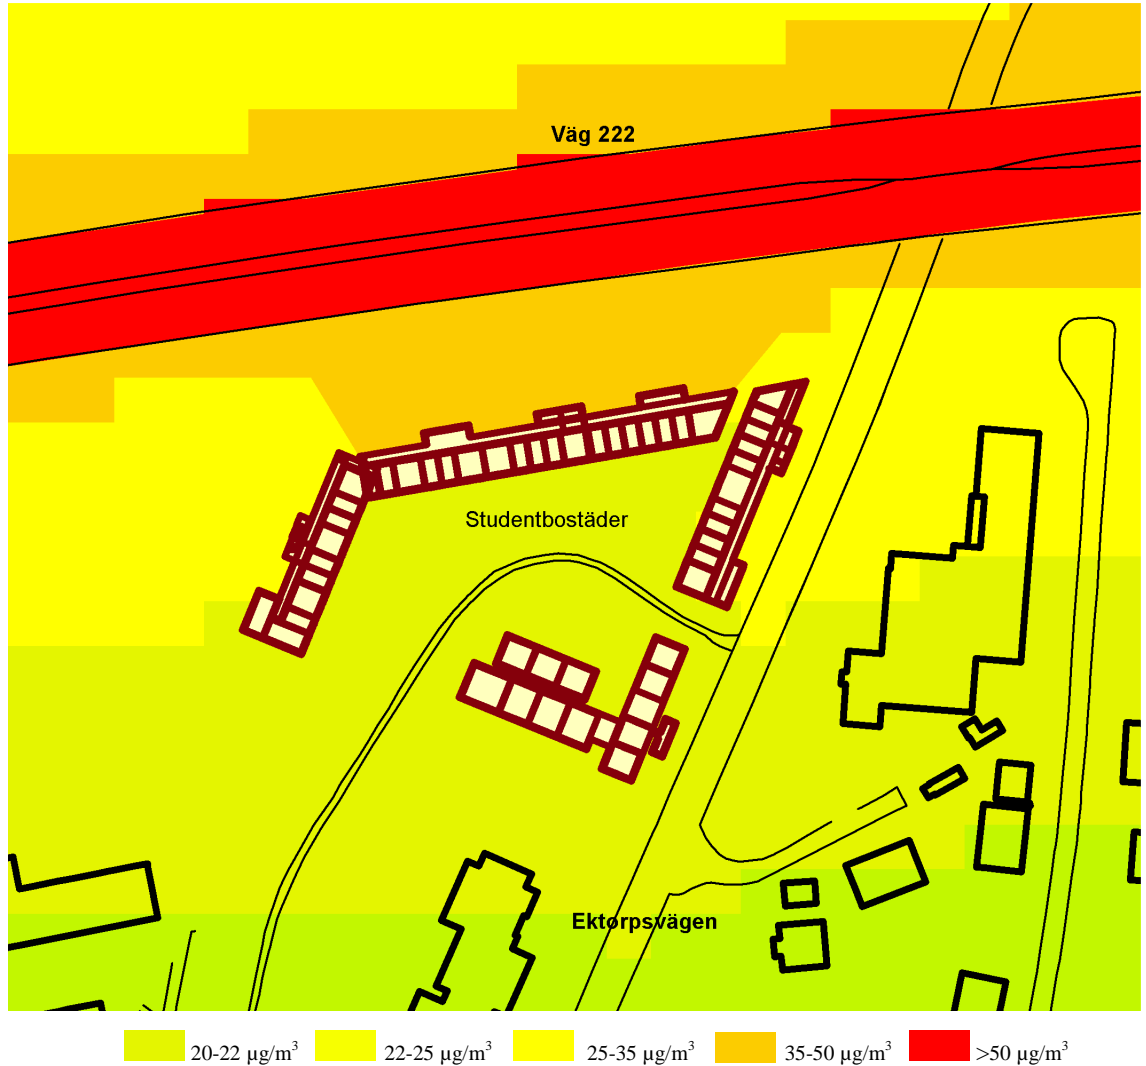 Väg 222
Studentbostäder
Ektorpsvägen
20-22 µg/m³ 22-25 µg/m³ 25-35 µg/m³ 35-50 µg/m³ >50 µg/m³